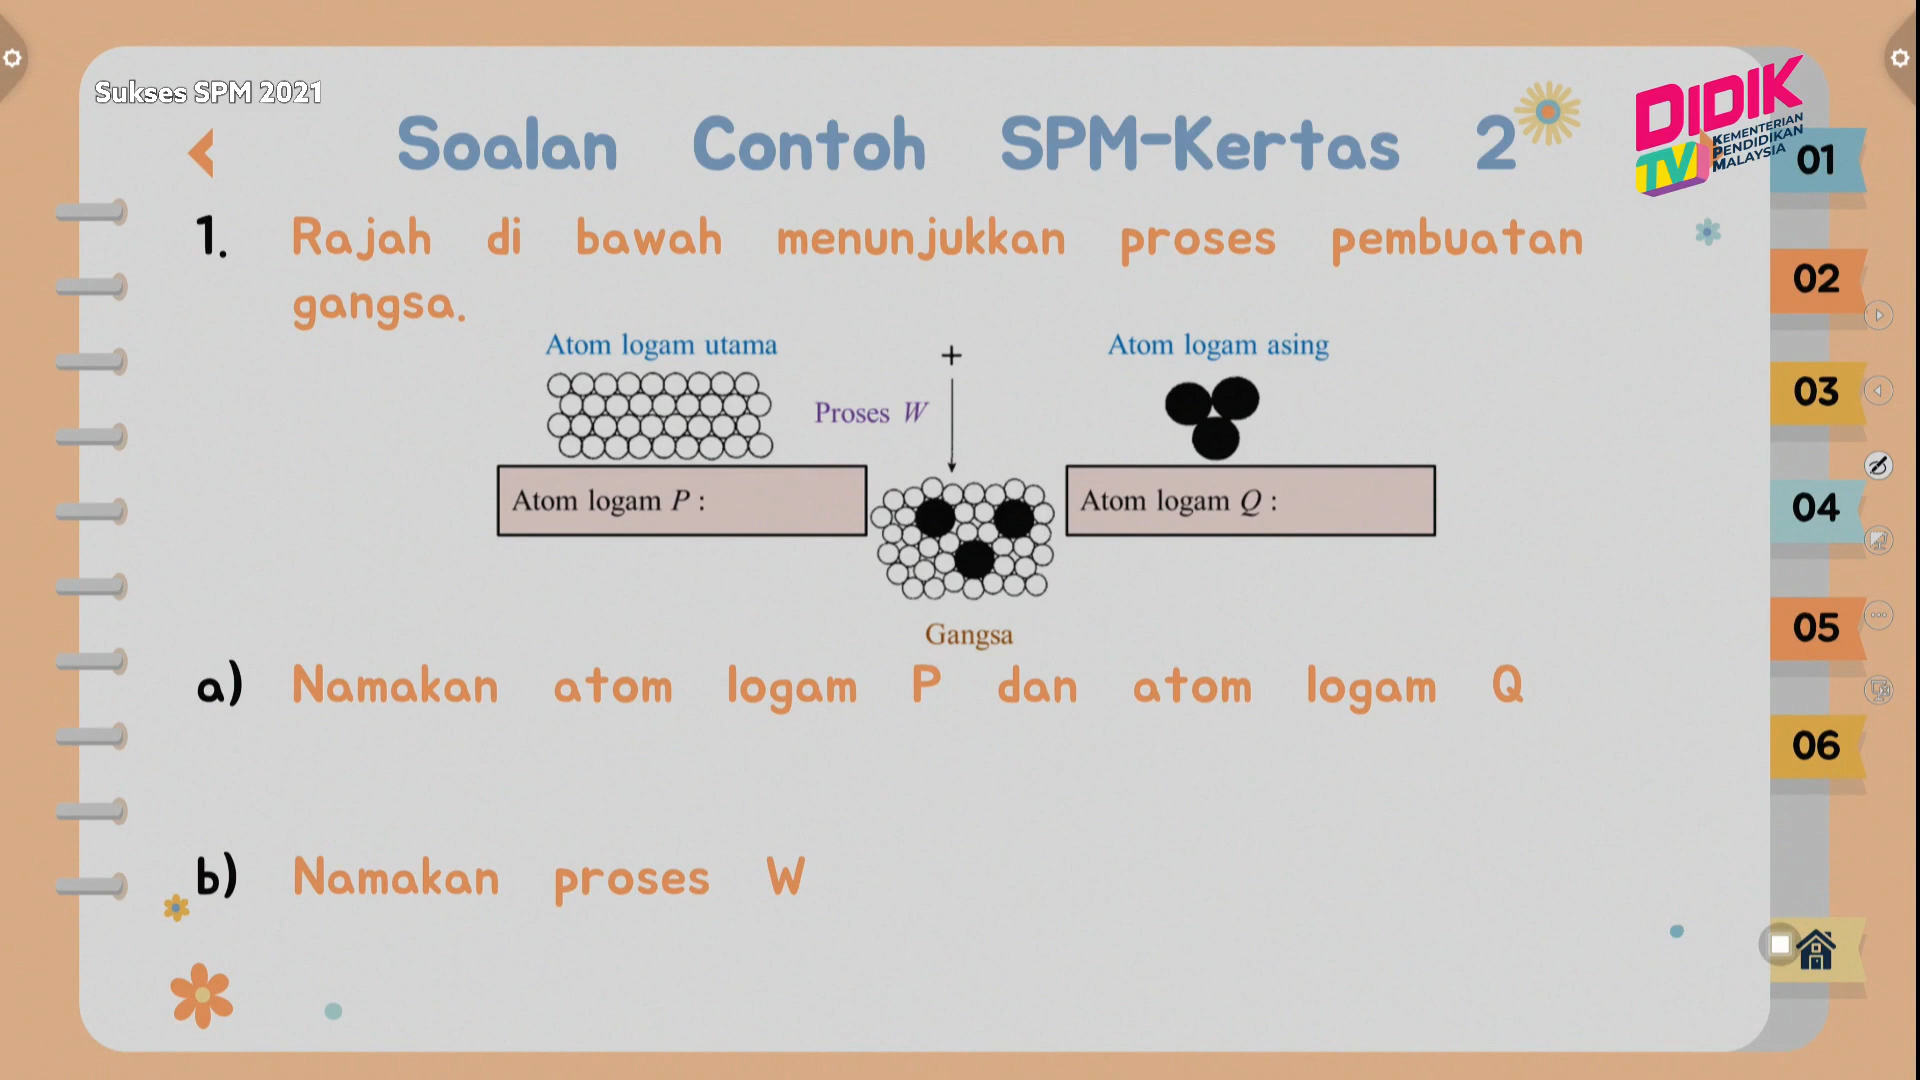 Sukses SPM 2021
DIDIK
TV
KEMENTERIAN
PENDIDIKAN
MALAYSIA
Soalan Contoh SPM-Kertas 2
1. Rajah di bawah menunjukkan proses pembuatan
gangsa.
Atom logam utama
+
Atom logam asing
Proses W
Atom logam P :
Atom logam Q :
Gangsa
a) Namakan atom logam P dan atom logam Q
b) Namakan proses W
01
02
03
04
05
06